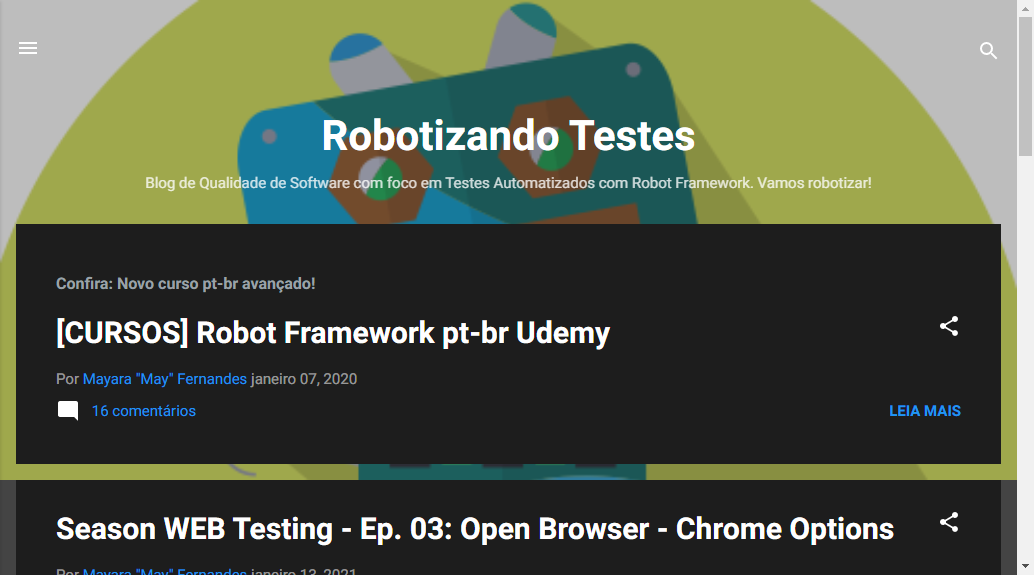 Robotizando Testes
Blog de Qualidade de Software com foco em Testes Automatizados com Robot Framework. Vamos robotizar!
Confira: Novo curso pt-br avançado!
[CURSOS] Robot Framework pt-br Udemy
Por Mayara "May" Fernandes janeiro 07, 2020
16 comentários
LEIA MAIS
Season WEB Testing - Ep. 03: Open Browser - Chrome Options
Por Mayara "May" Fernandes janeiro 13, 2021